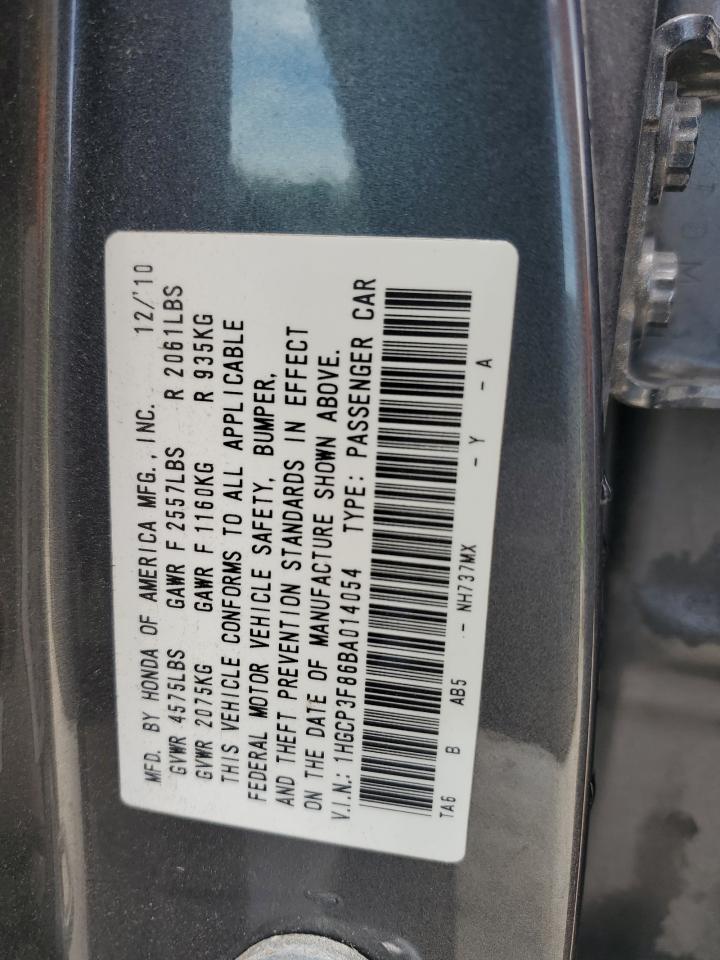 MFD. BY HONDA OF AMERICA MFG., INC. 12/'10
GVWR 4575LBS GAWR F 2557LBS R 2061LBS
GVWR 2075KG GAWR F 1160KG R 935KG
THIS VEHICLE CONFORMS TO ALL APPLICABLE
FEDERAL MOTOR VEHICLE SAFETY, BUMPER,
AND THEFT PREVENTION STANDARDS IN EFFECT
ON THE DATE OF MANUFACTURE SHOWN ABOVE.
V.I.N.: 1HGCP3F86BA014054 TYPE: PASSENGER CAR
TA6 B AB5 - NH737MX - Y - A